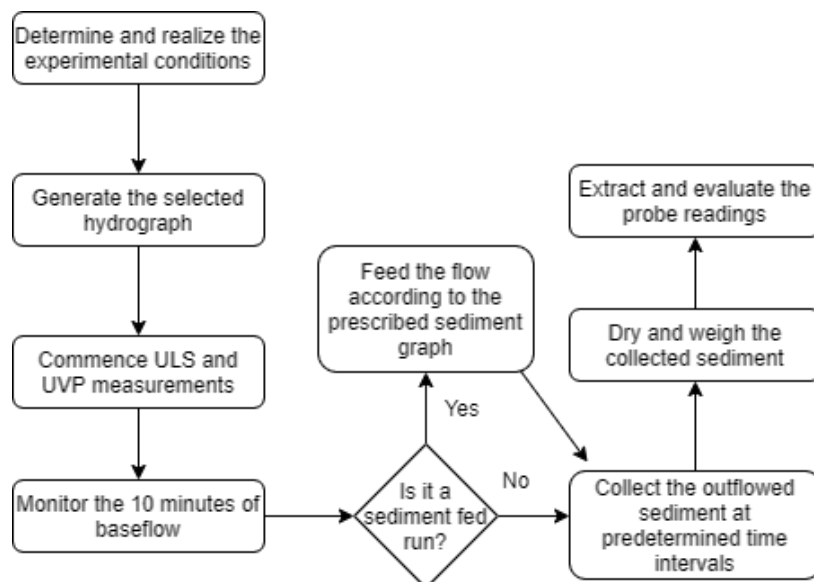 Determine and realize the
experimental conditions
Generate the selected
hydrograph
Commence ULS and
UVP measurements
Monitor the 10 minutes of
baseflow
Is it a
sediment fed
run?
Yes
No
Feed the flow
according to the
prescribed sediment
graph
Collect the outflowed
sediment at
predetermined time
intervals
Dry and weigh the
collected sediment
Extract and evaluate the
probe readings